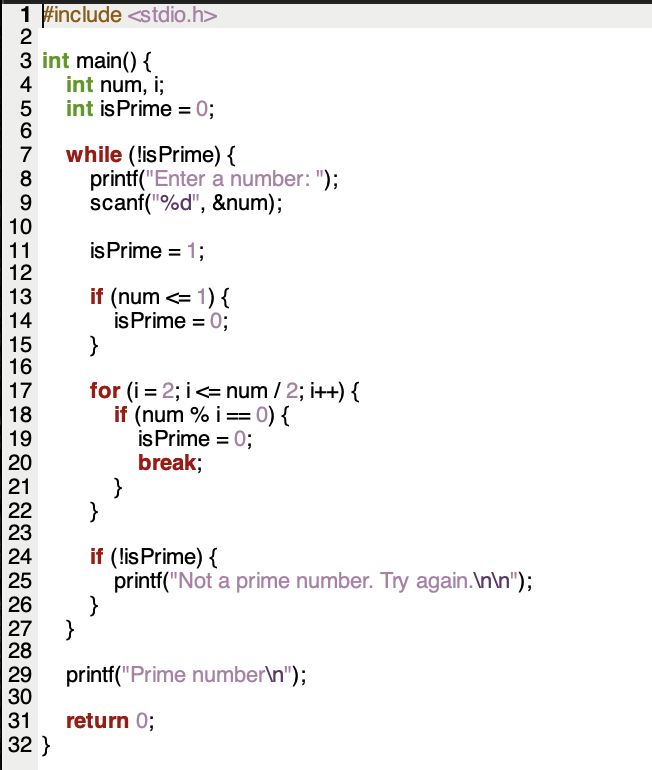 1 #include <stdio.h>
2
3 int main() {
4 int num, i;
5 int isPrime = 0;
6
7 while (!isPrime) {
8 printf("Enter a number: ");
9 scanf("%d", &num);
10
11 isPrime = 1;
12
13 if (num <= 1) {
14 isPrime = 0;
15 }
16
17 for (i = 2; i <= num / 2; i++) {
18 if (num % i == 0) {
19 isPrime = 0;
20 break;
21 }
22 }
23
24 if (!isPrime) {
25 printf("Not a prime number. Try again.\n\n");
26 }
27 }
28
29 printf("Prime number\n");
30
31 return 0;
32 }